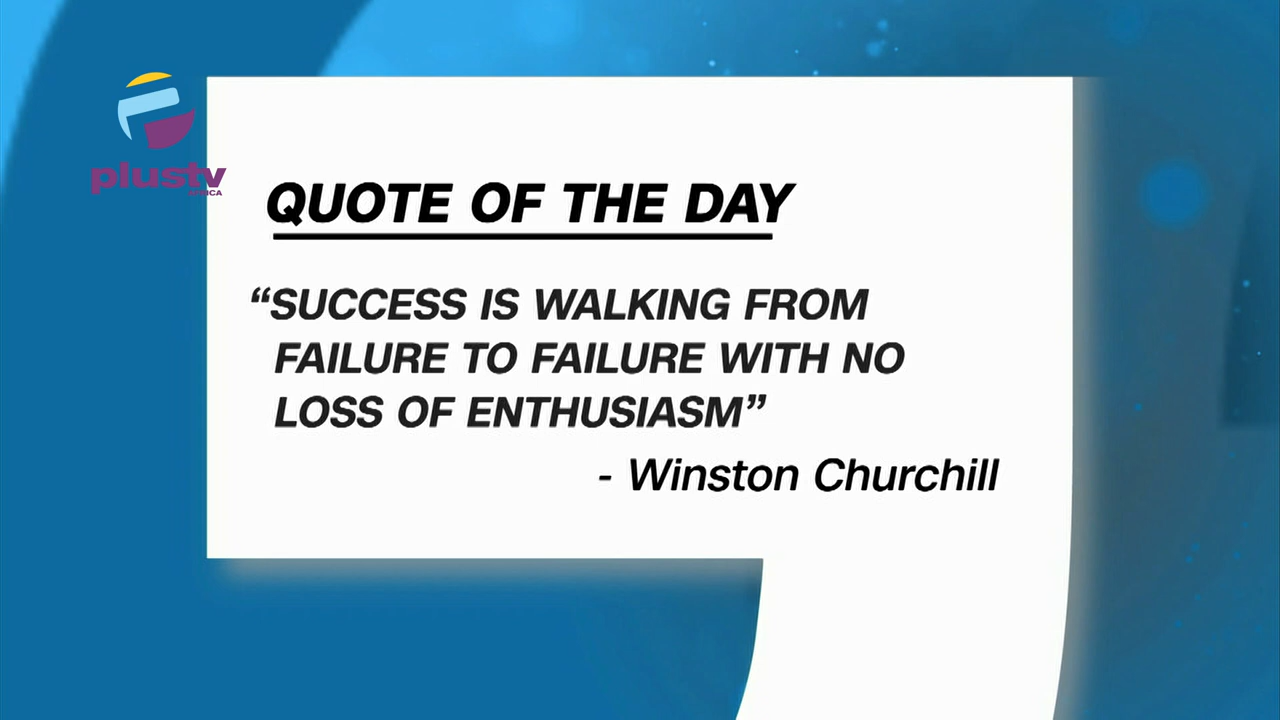 plustv
AFRICA
QUOTE OF THE DAY
“SUCCESS IS WALKING FROM
FAILURE TO FAILURE WITH NO
LOSS OF ENTHUSIASM”
- Winston Churchill